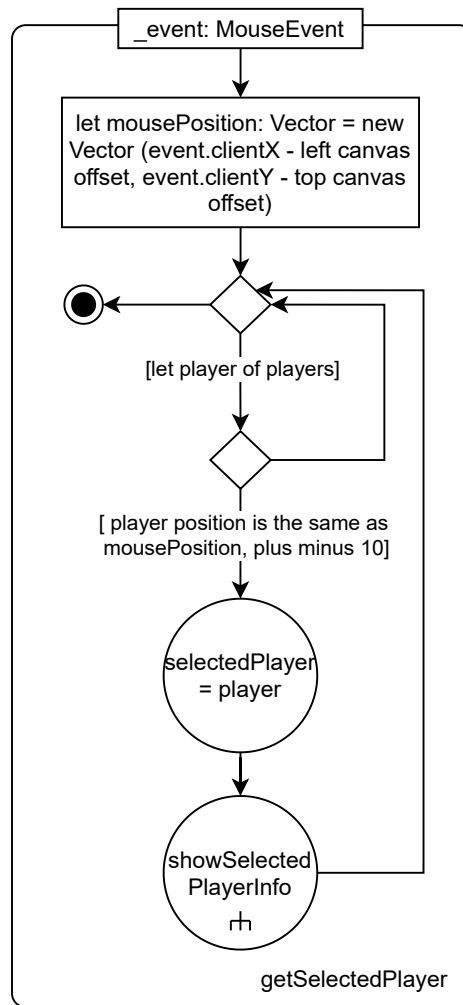 _event: MouseEvent
let mousePosition: Vector = new
Vector (event.clientX - left canvas
offset, event.clientY - top canvas
offset)
[let player of players]
[ player position is the same as
mousePosition, plus minus 10]
selectedPlayer
= player
showSelected
PlayerInfo
getSelectedPlayer